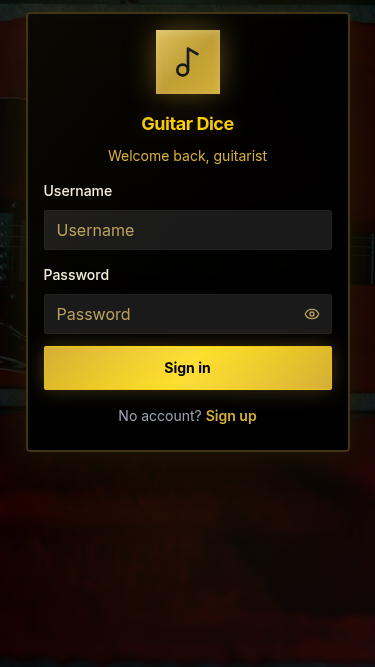 Guitar Dice
Welcome back, guitarist
Username
Username
Password
Password
Sign in
No account? Sign up